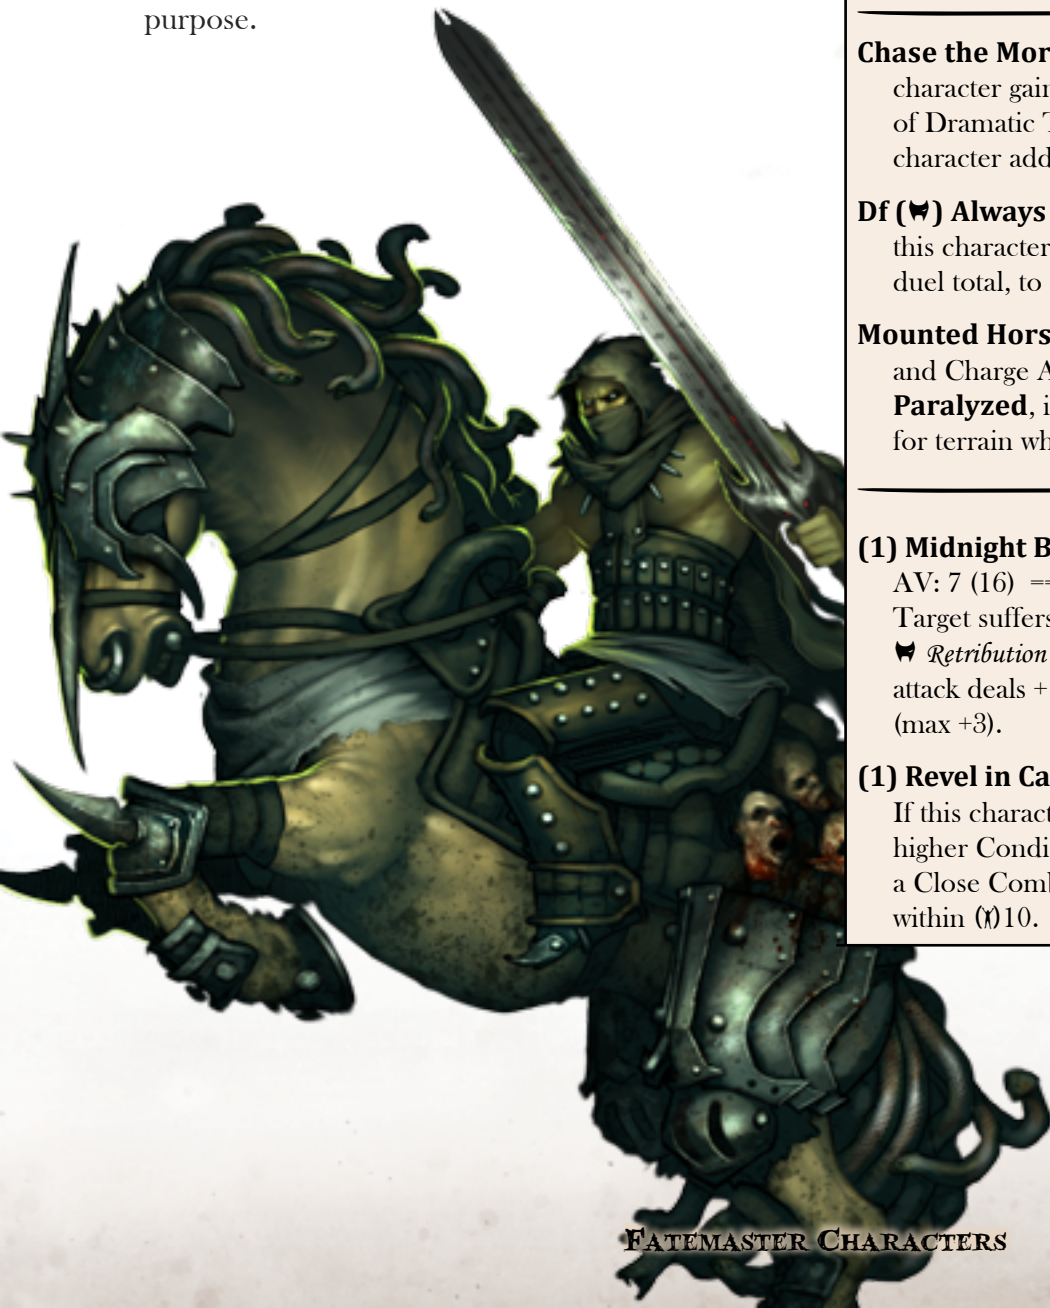 purpose.
Chase the Mor
character gain
of Dramatic T
character add
Df (🐏) Always
this character
duel total, to
Mounted Hors
and Charge A
Paralyzed, i
for terrain wh
(1) Midnight B
AV: 7 (16) ==
Target suffers
Retribution
attack deals +
(max +3).
(1) Revel in Ca
If this charact
higher Condi
a Close Comb
within 10.
Fatemaster Characters